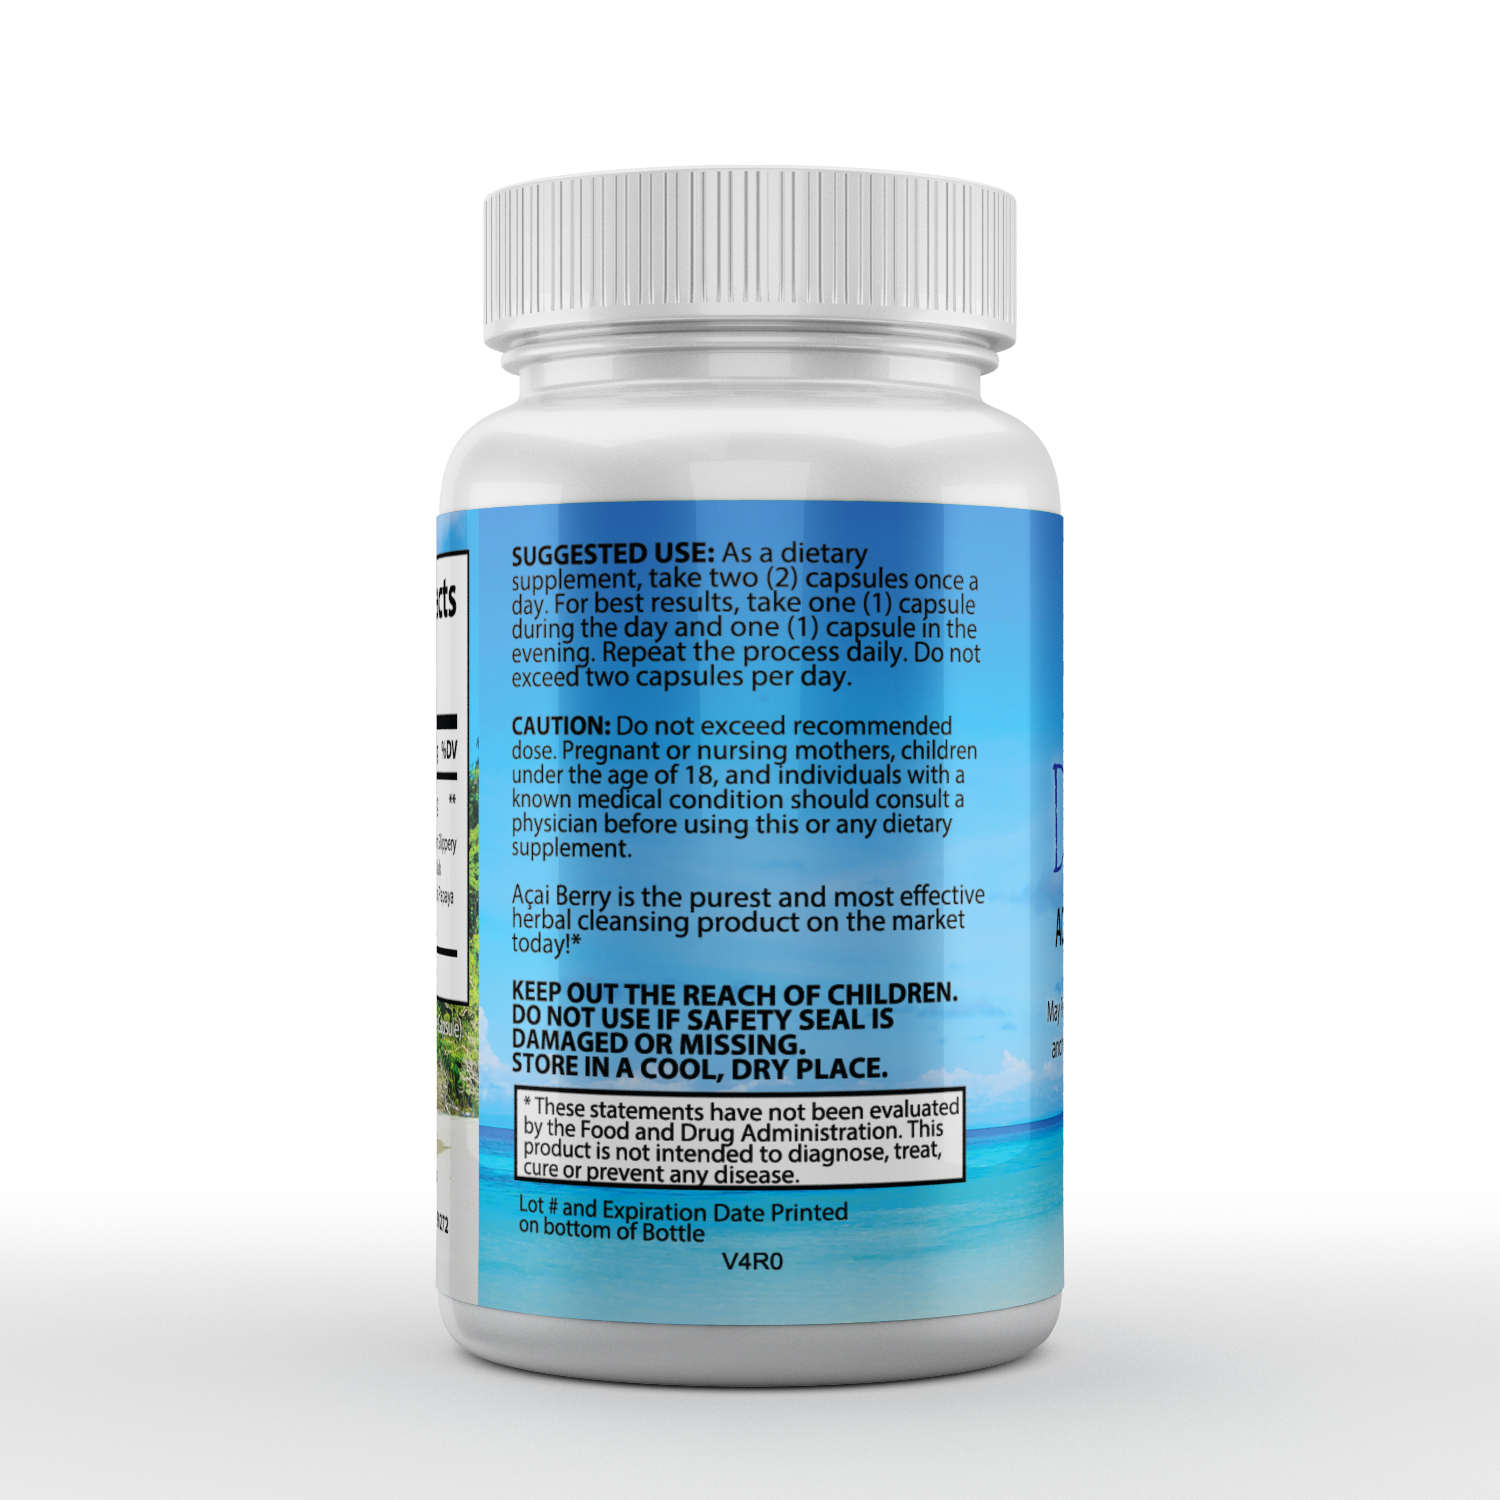 SUGGESTED USE: As a dietary
supplement, take two (2) capsules once a
day. For best results, take one (1) capsule
during the day and one (1) capsule in the
evening. Repeat the process daily. Do not
exceed two capsules per day.
CAUTION: Do not exceed recommended
dose. Pregnant or nursing mothers, children
under the age of 18, and individuals with a
known medical condition should consult a
physician before using this or any dietary
supplement.
Açai Berry is the purest and most effective
herbal cleansing product on the market
today!*
KEEP OUT THE REACH OF CHILDREN.
DO NOT USE IF SAFETY SEAL IS
DAMAGED OR MISSING.
STORE IN A COOL, DRY PLACE.
* These statements have not been evaluated
by the Food and Drug Administration. This
product is not intended to diagnose, treat,
cure or prevent any disease.
Lot # and Expiration Date Printed
on bottom of Bottle
V4R0
%DV
**
Slippery
Papaya
May